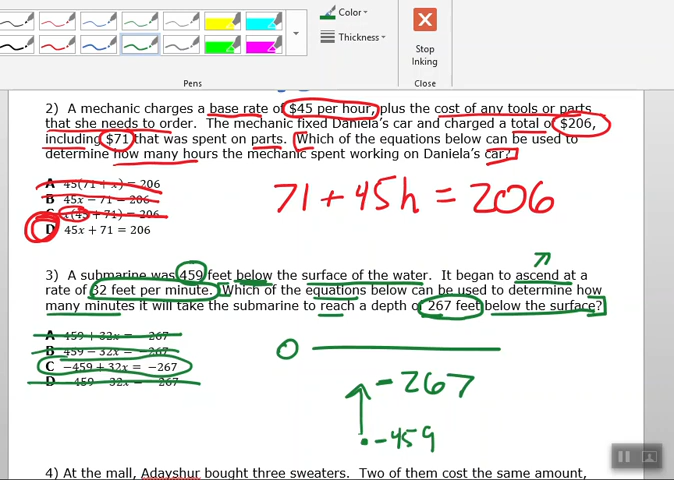 Color
Thickness
Stop
Inking
Pens
Close
2) A mechanic charges a base rate of $45 per hour, plus the cost of any tools or parts
that she needs to order. The mechanic fixed Daniela's car and charged a total of $206,
including $71 that was spent on parts. Which of the equations below can be used to
determine how many hours the mechanic spent working on Daniela's car?
A 45(71 + x) = 206
B 45x − 71 = 206
C x(45 + 71) = 206
D 45x + 71 = 206
71 + 45h = 206
3) A submarine was 459 feet below the surface of the water. It began to ascend at a
rate of 32 feet per minute. Which of the equations below can be used to determine how
many minutes it will take the submarine to reach a depth of 267 feet below the surface?
A 459 + 32x = −267
B 459 − 32x = −267
C −459 + 32x = −267
D −459 − 32x = −267
0
−267
−459
4) At the mall, Adayshur bought three sweaters. Two of them cost the same amount,